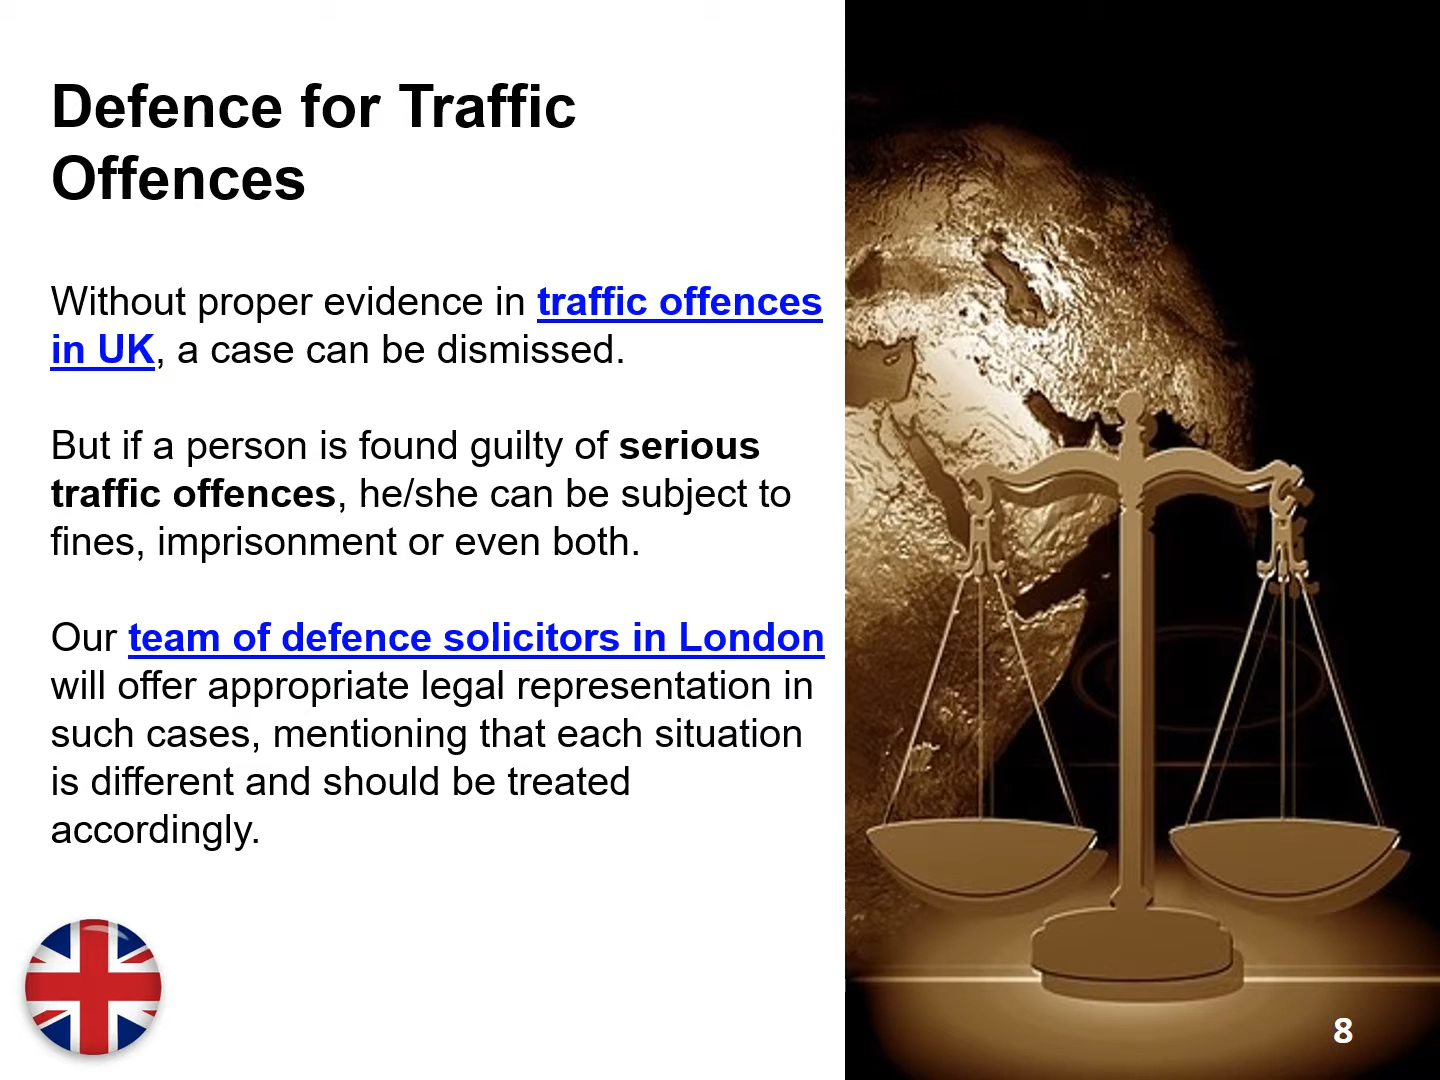 Defence for Traffic
Offences
Without proper evidence in traffic offences
in UK, a case can be dismissed.
But if a person is found guilty of serious
traffic offences, he/she can be subject to
fines, imprisonment or even both.
Our team of defence solicitors in London
will offer appropriate legal representation in
such cases, mentioning that each situation
is different and should be treated
accordingly.
8